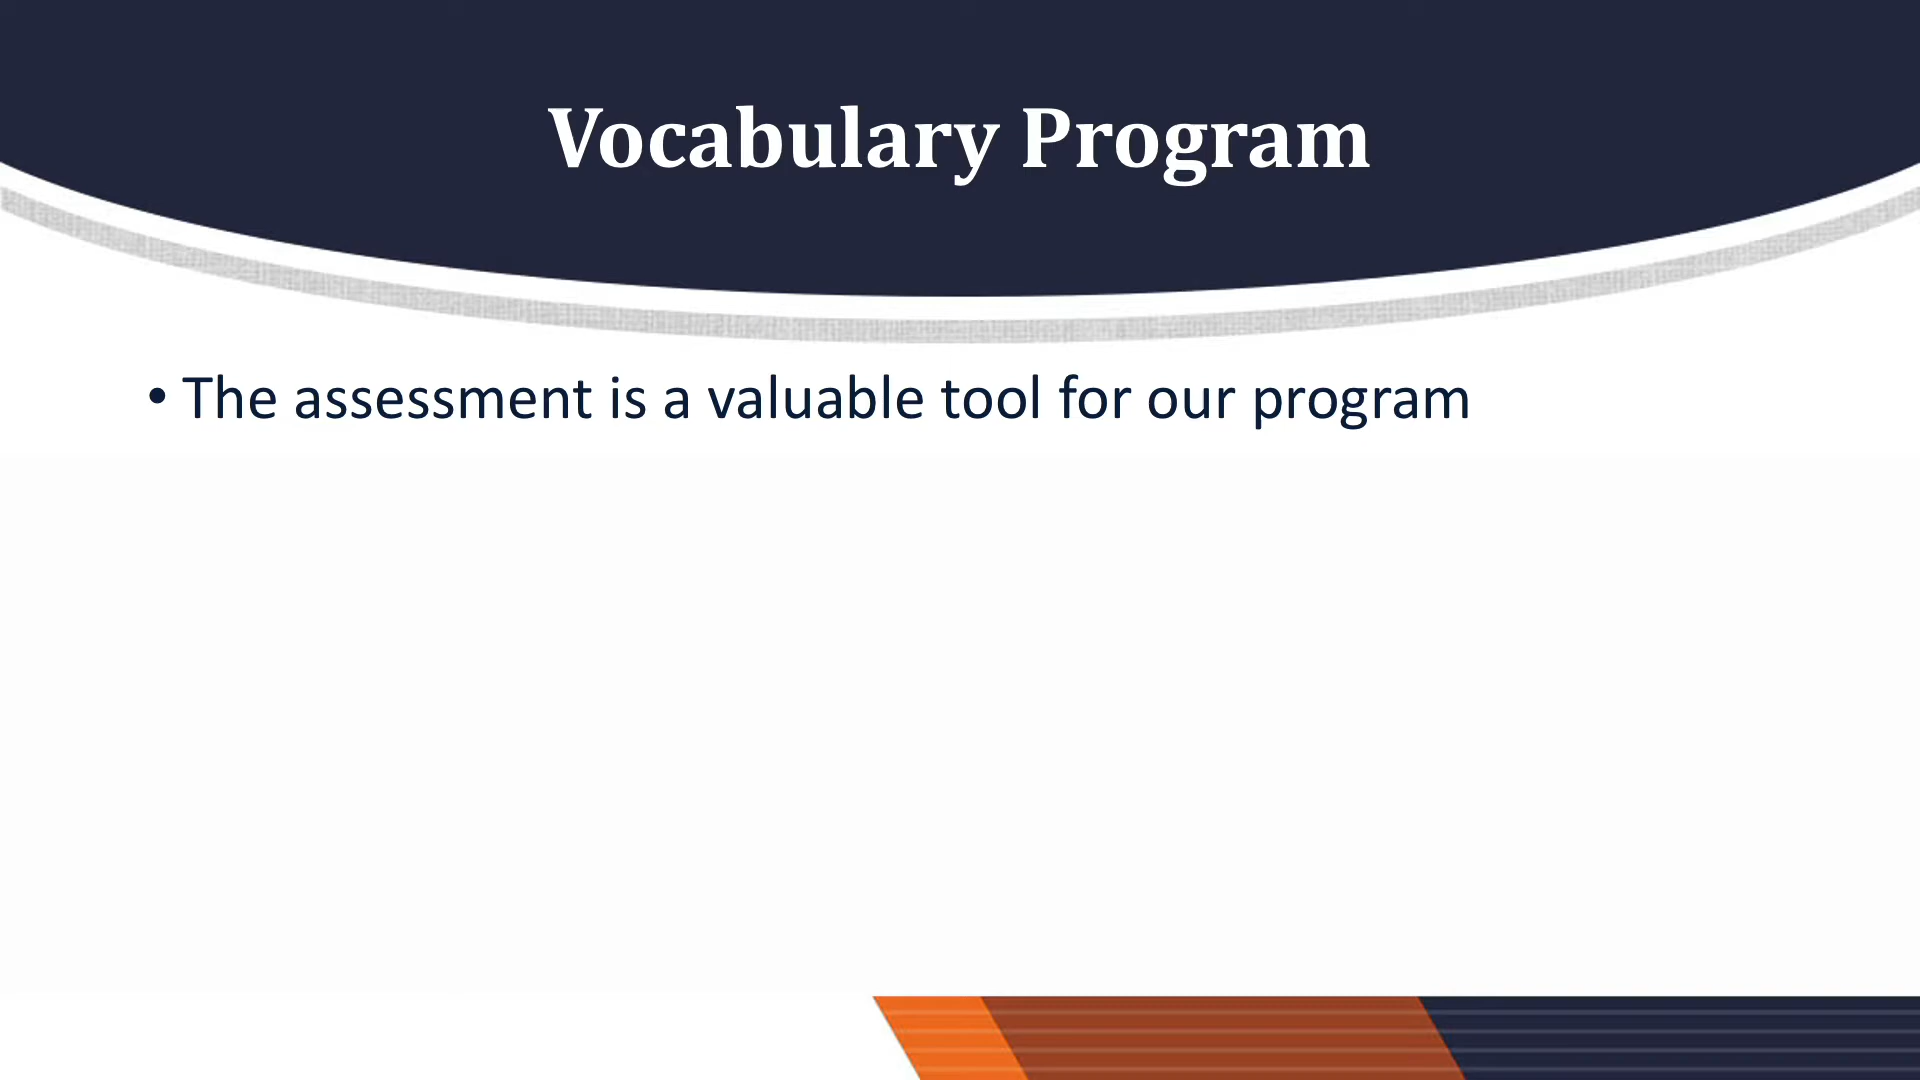 Vocabulary Program
• The assessment is a valuable tool for our program